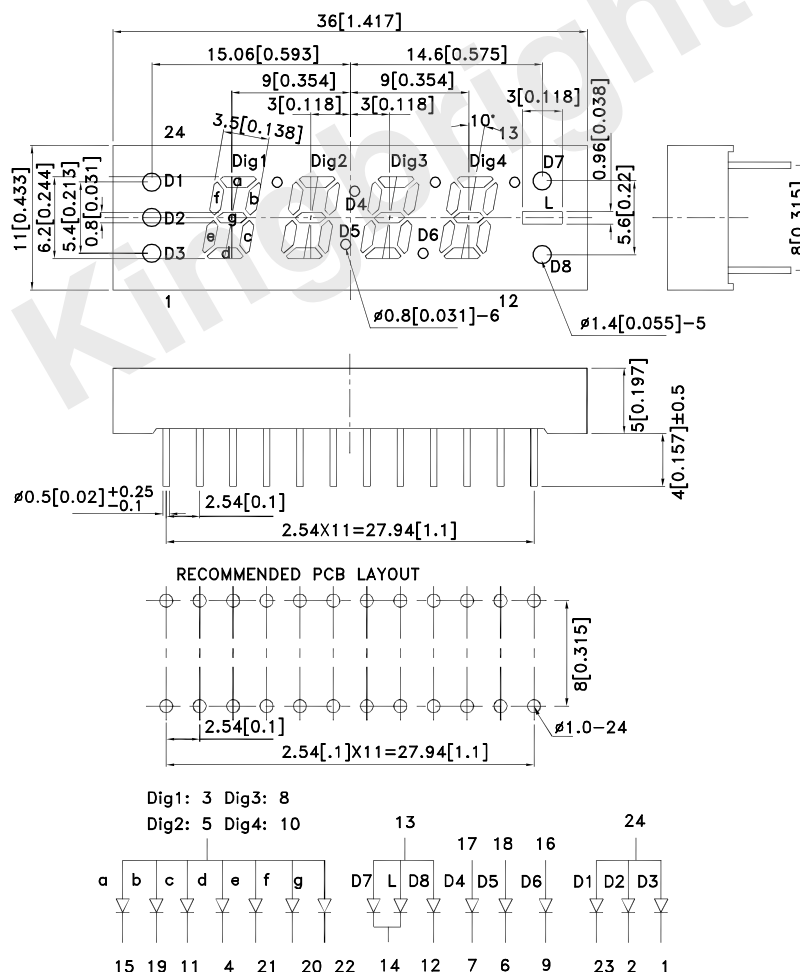 36[1.417]
15.06[0.593] 14.6[0.575]
9[0.354] 9[0.354]
3[0.118] 3[0.118] 3[0.118]
3.5[0.138] 10° 0.96[0.038]
24 13
Dig1 Dig2 Dig3 Dig4 D7
D1 a D4 L
f b
D2 g
e c D5 D6
D3 d D8
11[0.433] 6.2[0.244] 5.4[0.213] 0.8[0.031] 5.6[0.22] 8[0.315]
1 12
ø0.8[0.031]-6 ø1.4[0.055]-5
Kingbright
5[0.197]
4[0.157]±0.5
ø0.5[0.02]+0.25
-0.1
2.54[0.1]
2.54X11=27.94[1.1]
RECOMMENDED PCB LAYOUT
8[0.315]
2.54[0.1] ø1.0-24
2.54[.1]X11=27.94[1.1]
Dig1: 3 Dig3: 8
Dig2: 5 Dig4: 10 13 24
17 18 16
a b c d e f g D7 L D8 D4 D5 D6 D1 D2 D3
15 19 11 4 21 20 22 14 12 7 6 9 23 2 1